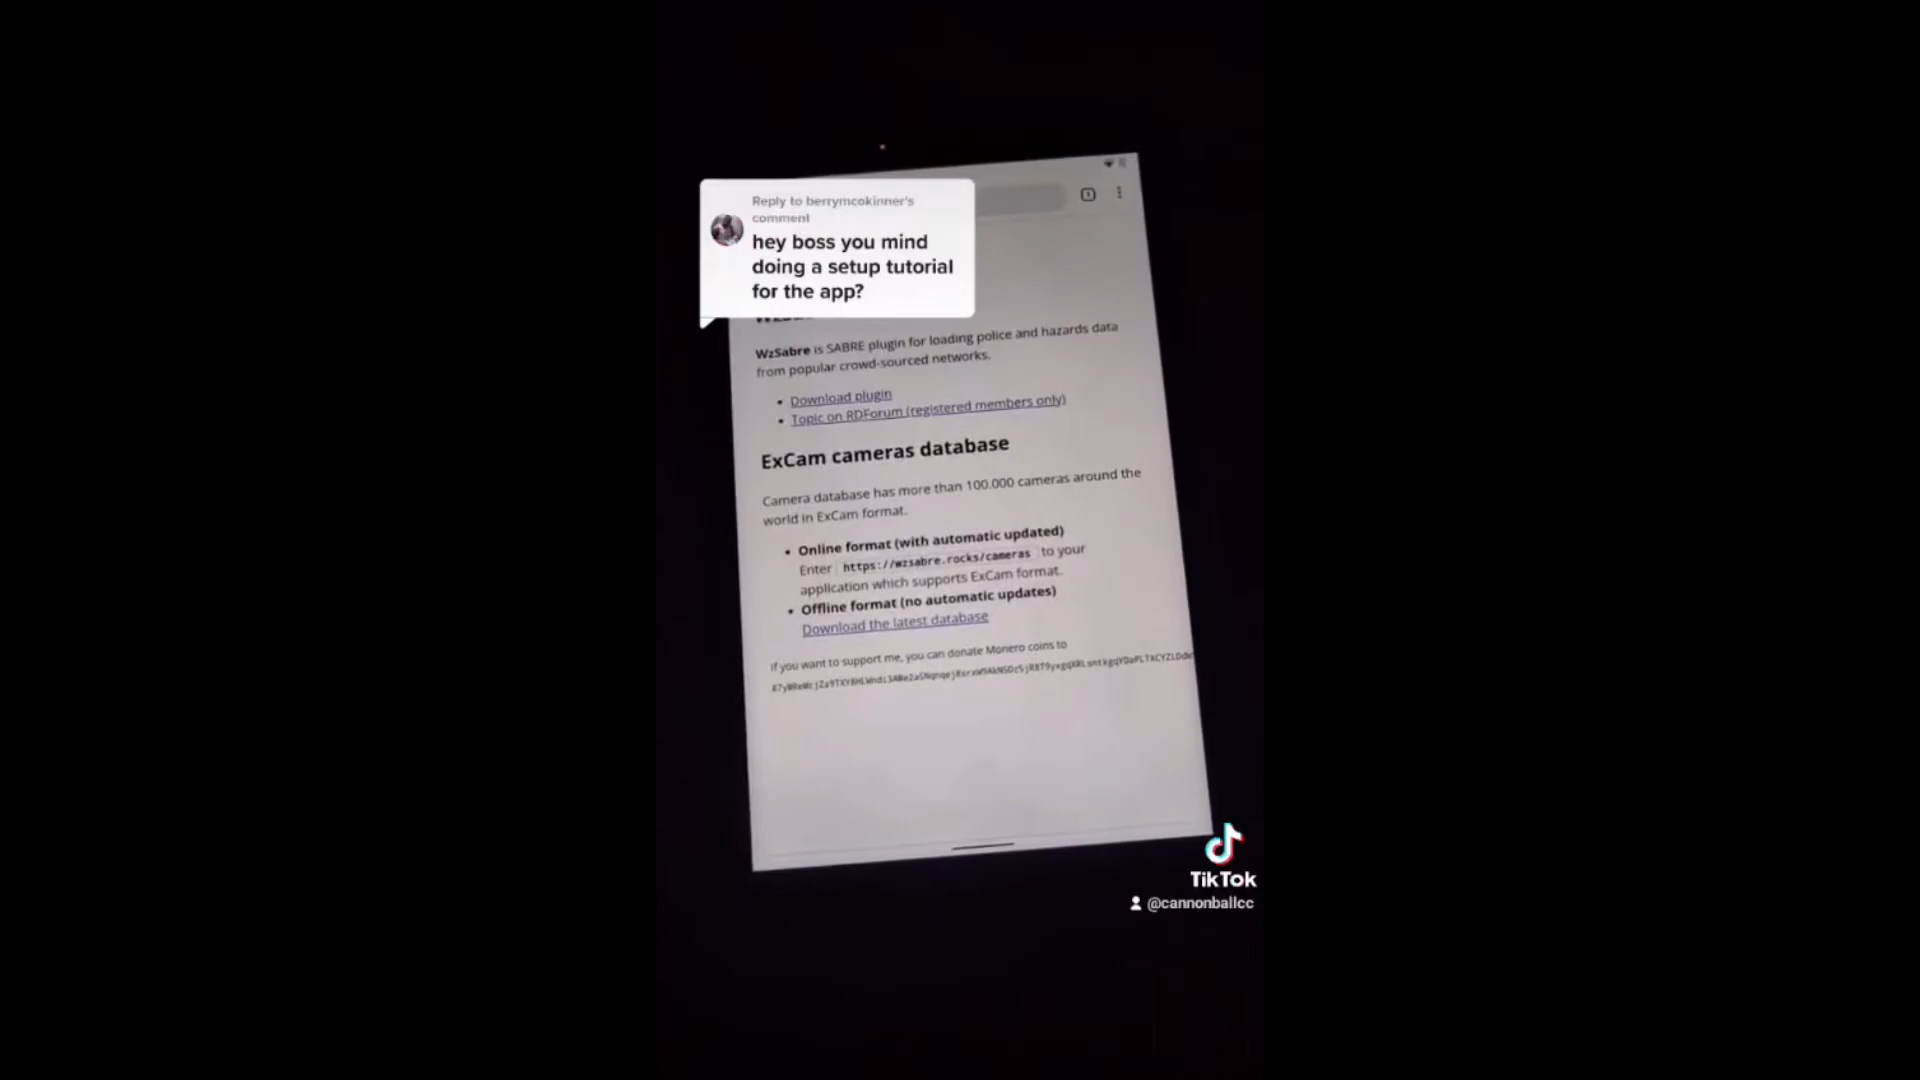 Reply to berrymcokinner's
comment
hey boss you mind
doing a setup tutorial
for the app?
WzSabre is SABRE plugin for loading police and hazards data
from popular crowd-sourced networks.
• Download plugin
• Topic on RDForum (registered members only)
ExCam cameras database
Camera database has more than 100.000 cameras around the
world in ExCam format.
• Online format (with automatic updated)
Enter https://wzsabre.rocks/cameras to your
application which supports ExCam format.
• Offline format (no automatic updates)
Download the latest database
If you want to support me, you can donate Monero coins to
TikTok
@cannonballcc